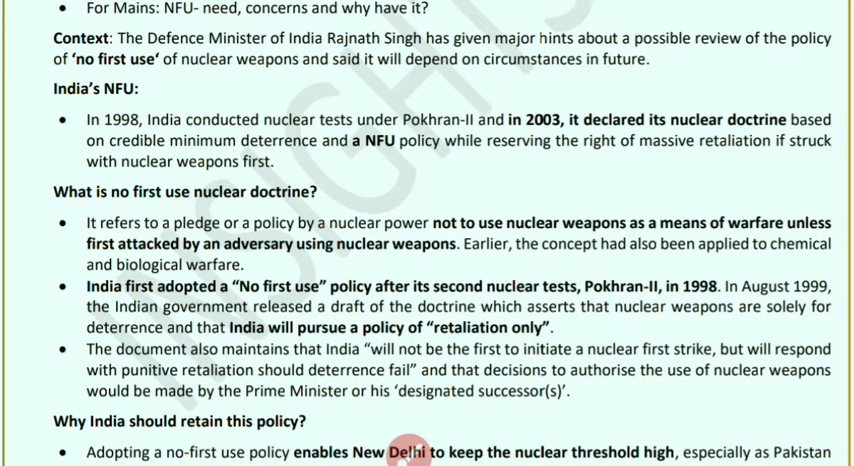 • For Mains: NFU- need, concerns and why have it?
Context: The Defence Minister of India Rajnath Singh has given major hints about a possible review of the policy
of ‘no first use‘ of nuclear weapons and said it will depend on circumstances in future.
India’s NFU:
• In 1998, India conducted nuclear tests under Pokhran-II and in 2003, it declared its nuclear doctrine based
on credible minimum deterrence and a NFU policy while reserving the right of massive retaliation if struck
with nuclear weapons first.
What is no first use nuclear doctrine?
• It refers to a pledge or a policy by a nuclear power not to use nuclear weapons as a means of warfare unless
first attacked by an adversary using nuclear weapons. Earlier, the concept had also been applied to chemical
and biological warfare.
• India first adopted a “No first use” policy after its second nuclear tests, Pokhran-II, in 1998. In August 1999,
the Indian government released a draft of the doctrine which asserts that nuclear weapons are solely for
deterrence and that India will pursue a policy of “retaliation only”.
• The document also maintains that India “will not be the first to initiate a nuclear first strike, but will respond
with punitive retaliation should deterrence fail” and that decisions to authorise the use of nuclear weapons
would be made by the Prime Minister or his ‘designated successor(s)’.
Why India should retain this policy?
• Adopting a no-first use policy enables New Delhi to keep the nuclear threshold high, especially as Pakistan
INSIGHTS